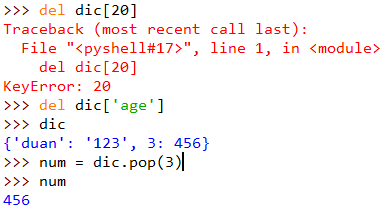 >>> del dic[20]
Traceback (most recent call last):
  File "<pyshell#17>", line 1, in <module>
    del dic[20]
KeyError: 20
>>> del dic['age']
>>> dic
{'duan': '123', 3: 456}
>>> num = dic.pop(3)
>>> num
456